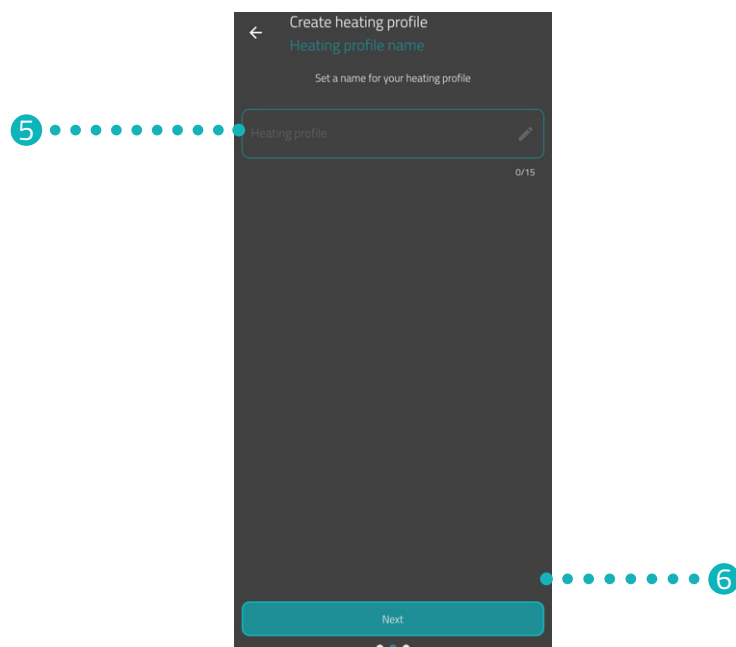 Create heating profile
Heating profile name
Set a name for your heating profile
5
Heating profile
0/15
6
Next